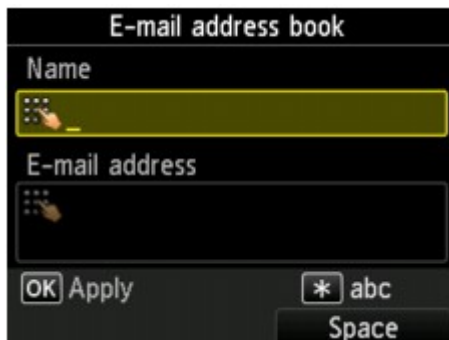 E-mail address book
Name
_
E-mail address
OK Apply * abc
Space